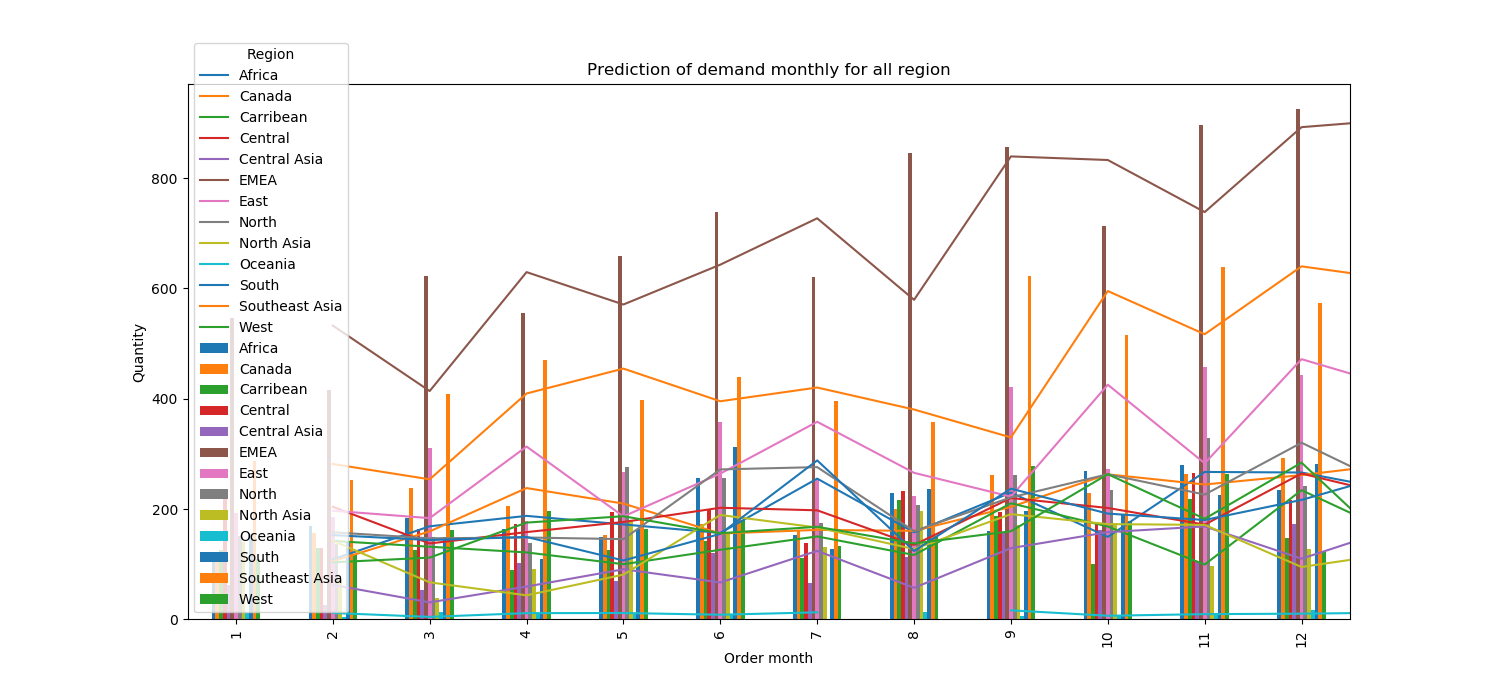 Prediction of demand monthly for all region
Region
Africa
Canada
Carribean
Central
Central Asia
EMEA
East
North
North Asia
Oceania
South
Southeast Asia
West
Africa
Canada
Carribean
Central
Central Asia
EMEA
East
North
North Asia
Oceania
South
Southeast Asia
West
Quantity
800
600
400
200
0
1 2 3 4 5 6 7 8 9 10 11 12
Order month